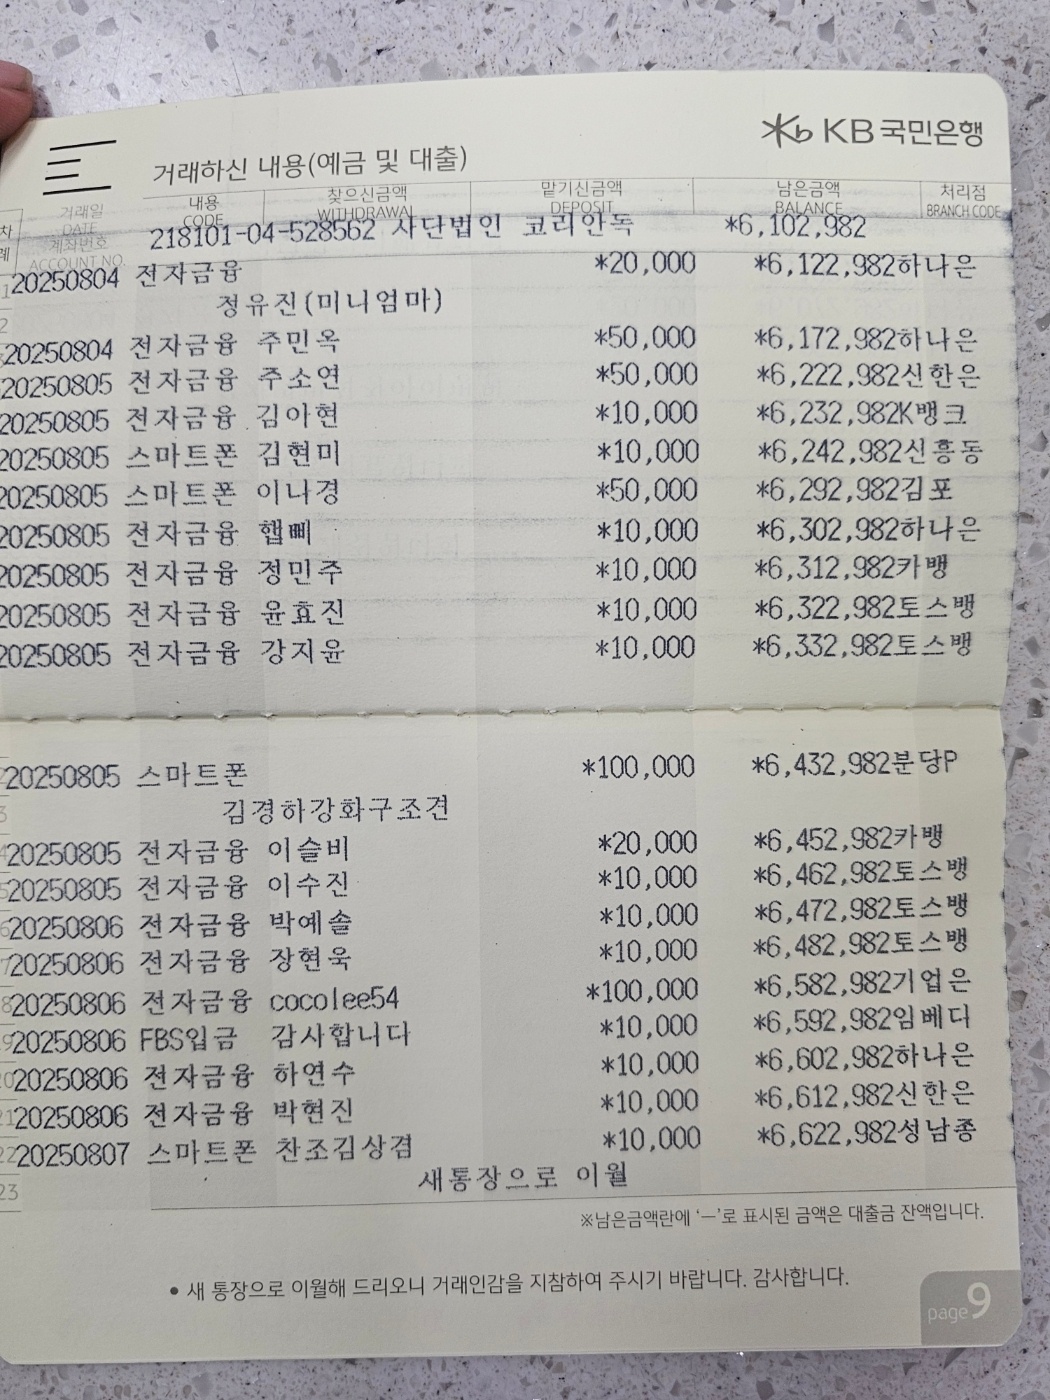 KB 국민은행
거래하신 내용(예금 및 대출)
거래일 DATE 내용 CODE 찾으신금액 WITHDRAWAL 맡기신금액 DEPOSIT 남은금액 BALANCE 처리점 BRANCH CODE
계좌번호 ACCOUNT NO. 218101-04-528562 사단법인 코리안독 *6,102,982
20250804 전자금융 *20,000 *6,122,982하나은
정유진(미니엄마)
20250804 전자금융 주민옥 *50,000 *6,172,982하나은
20250805 전자금융 주소연 *50,000 *6,222,982신한은
20250805 전자금융 김아현 *10,000 *6,232,982K뱅크
20250805 스마트폰 김현미 *10,000 *6,242,982신흥동
20250805 스마트폰 이나경 *50,000 *6,292,982김포
20250805 전자금융 햅삐 *10,000 *6,302,982하나은
20250805 전자금융 정민주 *10,000 *6,312,982카뱅
20250805 전자금융 윤효진 *10,000 *6,322,982토스뱅
20250805 전자금융 강지윤 *10,000 *6,332,982토스뱅
20250805 스마트폰 *100,000 *6,432,982분당P
김경하강화구조견
20250805 전자금융 이슬비 *20,000 *6,452,982카뱅
20250805 전자금융 이수진 *10,000 *6,462,982토스뱅
20250806 전자금융 박예솔 *10,000 *6,472,982토스뱅
20250806 전자금융 장현욱 *10,000 *6,482,982토스뱅
20250806 전자금융 cocolee54 *100,000 *6,582,982기업은
20250806 FBS입금 감사합니다 *10,000 *6,592,982임베디
20250806 전자금융 하연수 *10,000 *6,602,982하나은
20250806 전자금융 박현진 *10,000 *6,612,982신한은
20250807 스마트폰 찬조김상겸 *10,000 *6,622,982성남종
23 새통장으로 이월
※남은금액란에 ‘－’로 표시된 금액은 대출금 잔액입니다.
• 새 통장으로 이월해 드리오니 거래인감을 지참하여 주시기 바랍니다. 감사합니다.
page 9